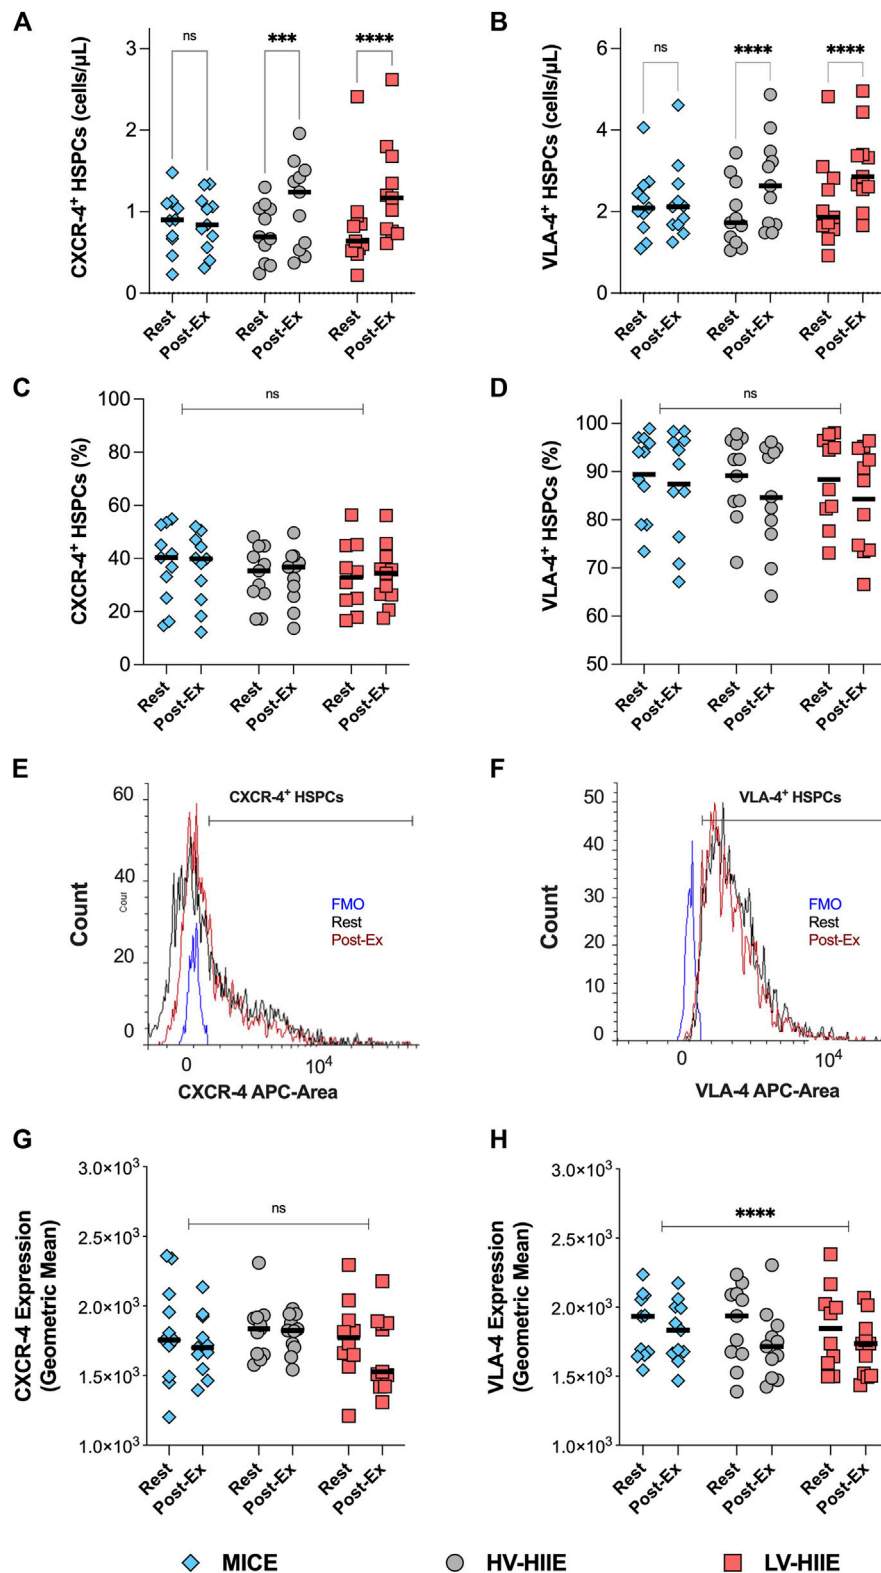 A
CXCR-4⁺ HSPCs (cells/µL)
3
2
1
0
ns
***
****
Rest
Post-Ex
Rest
Post-Ex
Rest
Post-Ex
B
VLA-4⁺ HSPCs (cells/µL)
6
4
2
0
ns
****
****
Rest
Post-Ex
Rest
Post-Ex
Rest
Post-Ex
C
CXCR-4⁺ HSPCs (%)
100
80
60
40
20
0
ns
Rest
Post-Ex
Rest
Post-Ex
Rest
Post-Ex
D
VLA-4⁺ HSPCs (%)
100
90
80
70
60
50
ns
Rest
Post-Ex
Rest
Post-Ex
Rest
Post-Ex
E
Count
Cour
60
40
20
0
CXCR-4⁺ HSPCs
FMO
Rest
Post-Ex
0
10⁴
CXCR-4 APC-Area
F
Count
50
40
30
20
10
0
VLA-4⁺ HSPCs
FMO
Rest
Post-Ex
0
10⁴
VLA-4 APC-Area
G
CXCR-4 Expression
(Geometric Mean)
3.0×10³
2.5×10³
2.0×10³
1.5×10³
1.0×10³
ns
Rest
Post-Ex
Rest
Post-Ex
Rest
Post-Ex
H
VLA-4 Expression
(Geometric Mean)
3.0×10³
2.5×10³
2.0×10³
1.5×10³
1.0×10³
****
Rest
Post-Ex
Rest
Post-Ex
Rest
Post-Ex
MICE
HV-HIIE
LV-HIIE